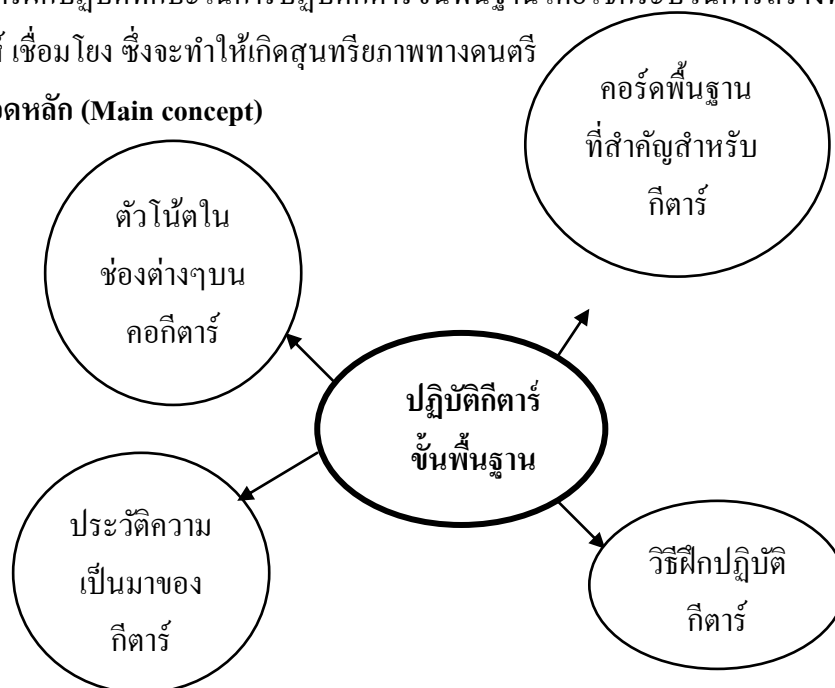 เชื่อมโยง ซึ่งจะทำให้เกิดสุนทรียภาพทางดนตรี
หลัก (Main concept)
คอร์ดพื้นฐาน
ที่สำคัญสำหรับ
กีตาร์
ตัวโน้ตใน
ช่องต่างๆบน
คอกีตาร์
ปฏิบัติกีตาร์
ขั้นพื้นฐาน
ประวัติความ
เป็นมาของ
กีตาร์
วิธีฝึกปฏิบัติ
กีตาร์